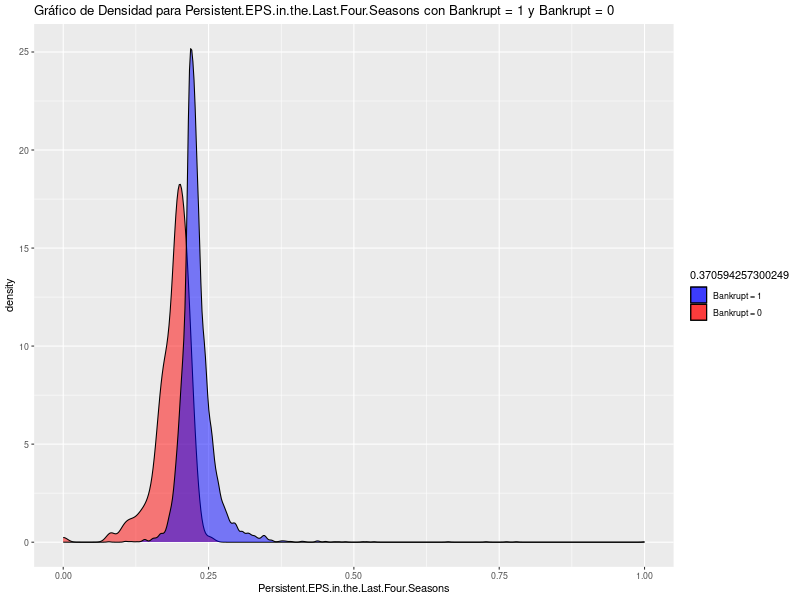 Gráfico de Densidad para Persistent.EPS.in.the.Last.Four.Seasons con Bankrupt = 1 y Bankrupt = 0
25
20
15
10
5
0
density
0.00 0.25 0.50 0.75 1.00
Persistent.EPS.in.the.Last.Four.Seasons
0.370594257300249
Bankrupt = 1
Bankrupt = 0